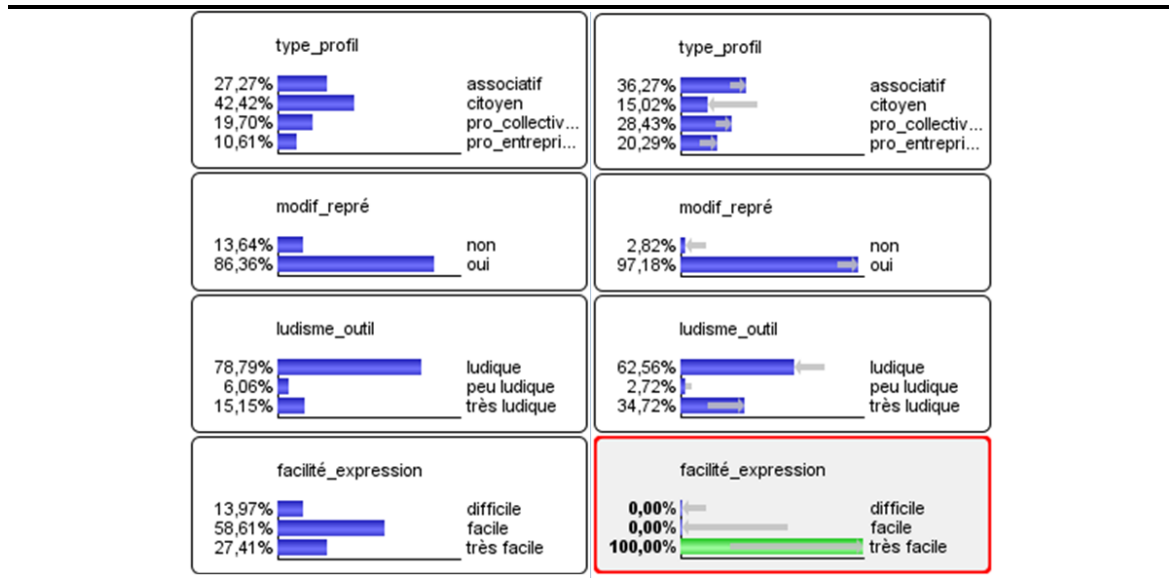 type_profil
27,27% associatif
42,42% citoyen
19,70% pro_collectiv...
10,61% pro_entrepri...
modif_repré
13,64% non
86,36% oui
ludisme_outil
78,79% ludique
6,06% peu ludique
15,15% très ludique
facilité_expression
13,97% difficile
58,61% facile
27,41% très facile
type_profil
36,27% associatif
15,02% citoyen
28,43% pro_collectiv...
20,29% pro_entrepri...
modif_repré
2,82% non
97,18% oui
ludisme_outil
62,56% ludique
2,72% peu ludique
34,72% très ludique
facilité_expression
0,00% difficile
0,00% facile
100,00% très facile